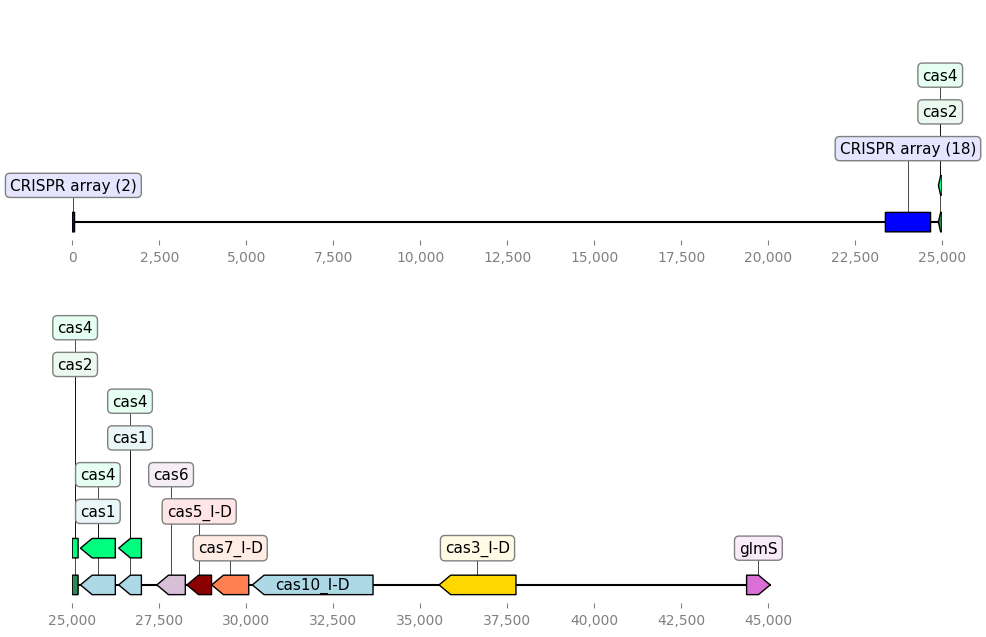 cas4
cas2
CRISPR array (18)
CRISPR array (2)
0 2,500 5,000 7,500 10,000 12,500 15,000 17,500 20,000 22,500 25,000
cas4
cas2
cas4
cas1
cas4 cas6
cas1 cas5_I-D
cas7_I-D cas3_I-D glmS
cas10_I-D
25,000 27,500 30,000 32,500 35,000 37,500 40,000 42,500 45,000